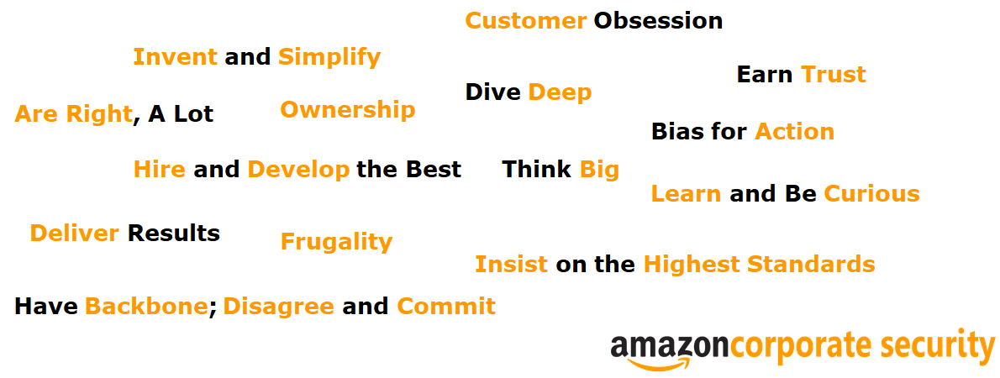 Customer Obsession
Invent and Simplify
Earn Trust
Dive Deep
Are Right, A Lot
Ownership
Bias for Action
Hire and Develop the Best
Think Big
Learn and Be Curious
Deliver Results
Frugality
Insist on the Highest Standards
Have Backbone; Disagree and Commit
amazoncorporate security